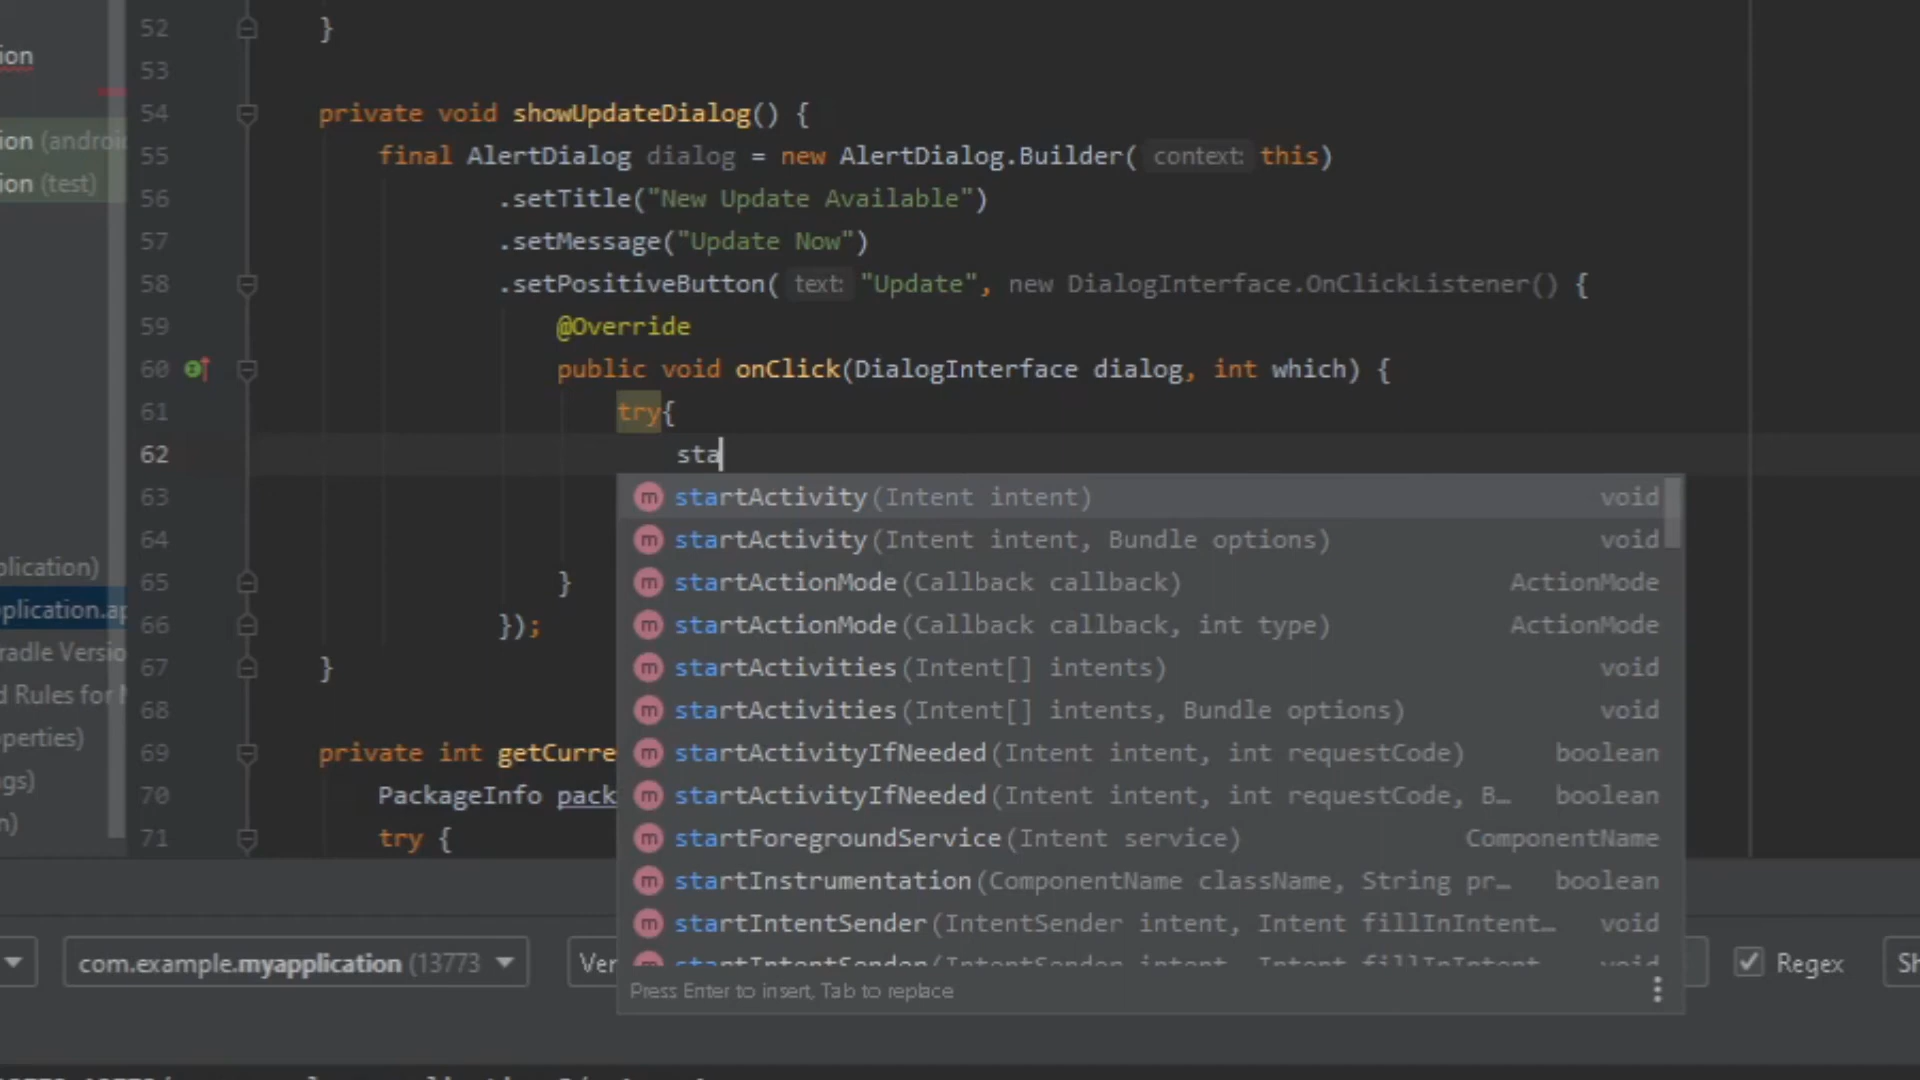 52 }
ion
53
54 private void showUpdateDialog() {
ion (android
55 final AlertDialog dialog = new AlertDialog.Builder( context: this)
ion (test)
56 .setTitle("New Update Available")
57 .setMessage("Update Now")
58 .setPositiveButton( text: "Update", new DialogInterface.OnClickListener() {
59 @Override
60 public void onClick(DialogInterface dialog, int which) {
61 try{
62 sta
63 startActivity(Intent intent) void
64 startActivity(Intent intent, Bundle options) void
plication)
65 } startActionMode(Callback callback) ActionMode
plication.ap
66 }); startActionMode(Callback callback, int type) ActionMode
radle Versio
67 } startActivities(Intent[] intents) void
d Rules for M
68 startActivities(Intent[] intents, Bundle options) void
perties)
69 private int getCurre startActivityIfNeeded(Intent intent, int requestCode) boolean
gs)
70 PackageInfo pack startActivityIfNeeded(Intent intent, int requestCode, B… boolean
n)
71 try { startForegroundService(Intent service) ComponentName
startInstrumentation(ComponentName className, String pr… boolean
startIntentSender(IntentSender intent, Intent fillInIntent… void
startIntentSender(IntentSender intent, Intent fillInIntent void
com.example.myapplication (13773 Ver Regex Sh
Press Enter to insert, Tab to replace